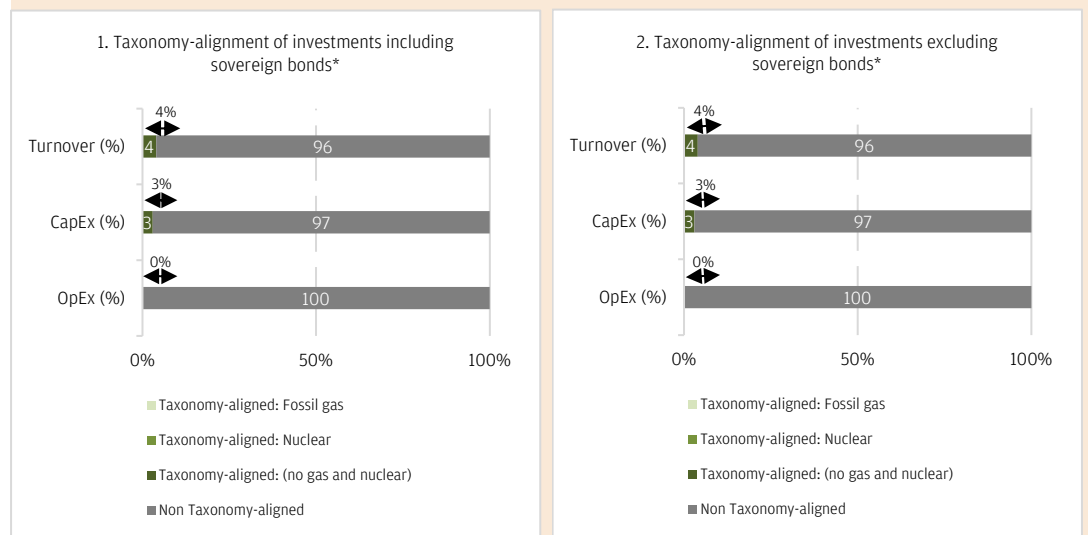 1. Taxonomy-alignment of investments including
sovereign bonds*
4%
Turnover (%)
4
96
3%
CapEx (%)
3
97
0%
OpEx (%)
100
0%
50%
100%
Taxonomy-aligned: Fossil gas
Taxonomy-aligned: Nuclear
Taxonomy-aligned: (no gas and nuclear)
Non Taxonomy-aligned
2. Taxonomy-alignment of investments excluding
sovereign bonds*
4%
Turnover (%)
4
96
3%
CapEx (%)
3
97
0%
OpEx (%)
100
0%
50%
100%
Taxonomy-aligned: Fossil gas
Taxonomy-aligned: Nuclear
Taxonomy-aligned: (no gas and nuclear)
Non Taxonomy-aligned